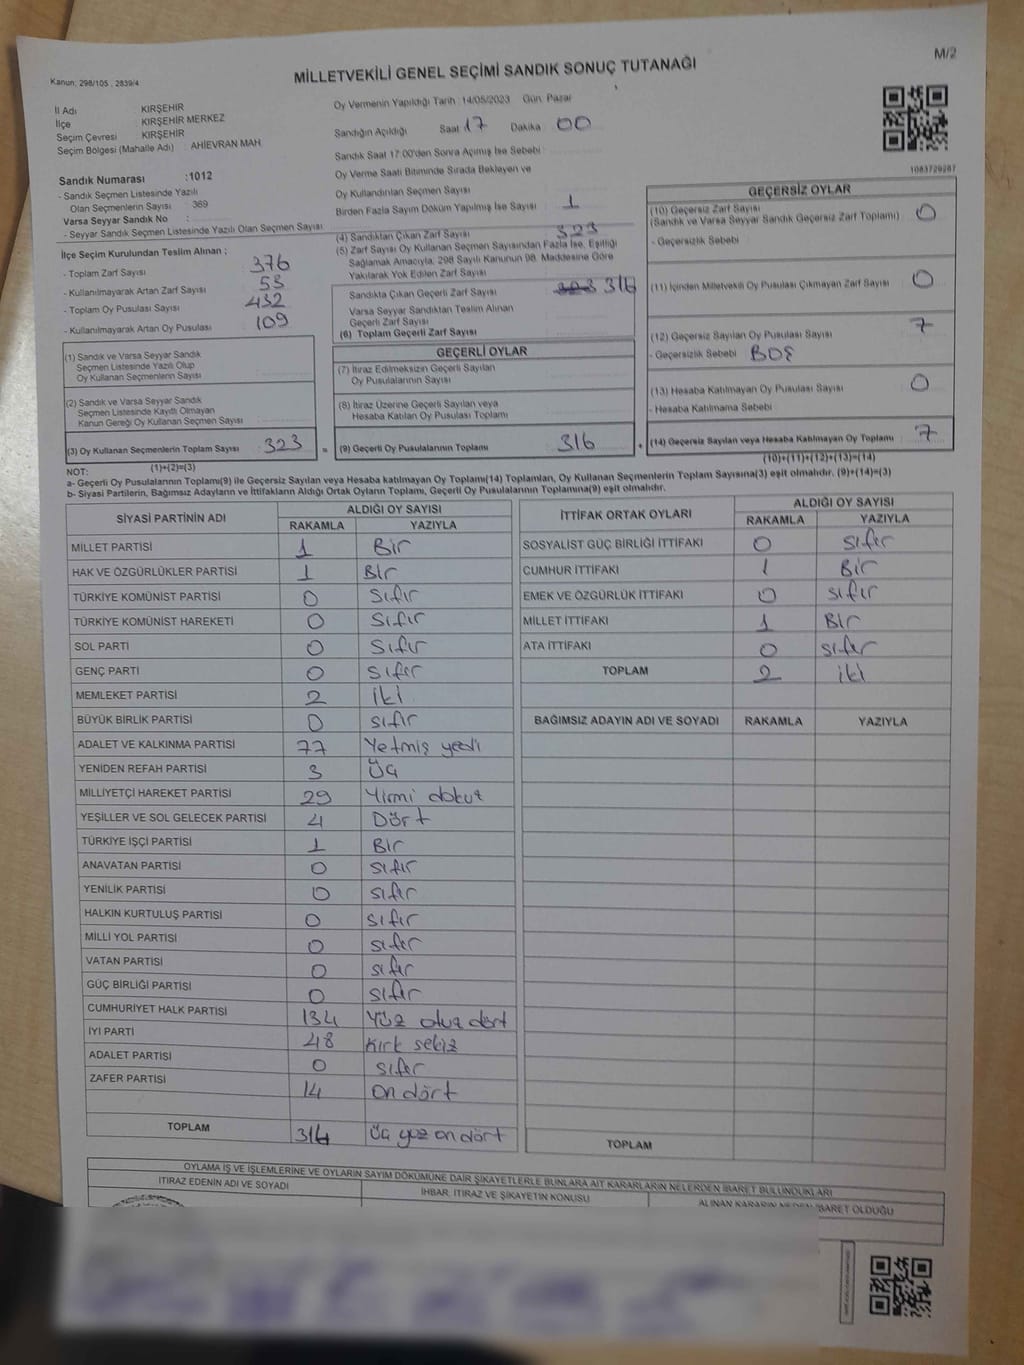 M/2
MİLLETVEKİLİ GENEL SEÇİMİ SANDIK SONUÇ TUTANAĞI
Kanun: 298/105 , 2839/4
İl Adı KIRŞEHİR
İlçe KIRŞEHİR MERKEZ
Seçim Çevresi KIRŞEHİR
Seçim Bölgesi (Mahalle Adı) : AHİEVRAN MAH.
Sandık Numarası :1012
- Sandık Seçmen Listesinde Yazılı
Olan Seçmenlerin Sayısı : 369
Varsa Seyyar Sandık No :
- Seyyar Sandık Seçmen Listesinde Yazılı Olan Seçmen Sayısı
Oy Vermenin Yapıldığı Tarih : 14/05/2023 Gün: Pazar
Sandığın Açıldığı Saat 17 Dakika : 00
Sandık Saat 17:00'den Sonra Açımış İse Sebebi :
Oy Verme Saati Bitiminde Sırada Bekleyen ve
Oy Kullandırılan Seçmen Sayısı
Birden Fazla Sayım Döküm Yapılmış İse Sayısı : 1
1083729287
İlçe Seçim Kurulundan Teslim Alınan :
- Toplam Zarf Sayısı : 376
- Kullanılmayarak Artan Zarf Sayısı : 53
- Toplam Oy Pusulası Sayısı : 432
- Kullanılmayarak Artan Oy Pusulası : 109
(4) Sandıktan Çıkan Zarf Sayısı : 323
(5) Zarf Sayısı Oy Kullanan Seçmen Sayısından Fazla İse, Eşitliği
Sağlamak Amacıyla, 298 Sayılı Kanunun 98. Maddesine Göre
Yakılarak Yok Edilen Zarf Sayısı
Sandıkta Çıkan Geçerli Zarf Sayısı : 323 316
Varsa Seyyar Sandıktan Teslim Alınan
Geçerli Zarf Sayısı
(6) Toplam Geçerli Zarf Sayısı :
GEÇERSİZ OYLAR
(10) Geçersiz Zarf Sayısı
(Sandık ve Varsa Seyyar Sandık Geçersiz Zarf Toplamı) : 0
- Geçersizlik Sebebi :
(11) İçinden Milletvekili Oy Pusulası Çıkmayan Zarf Sayısı : 0
(12) Geçersiz Sayılan Oy Pusulası Sayısı : 7
- Geçersizlik Sebebi : BOŞ
(13) Hesaba Katılmayan Oy Pusulası Sayısı : 0
- Hesaba Katılmama Sebebi :
(14) Geçersiz Sayılan veya Hesaba Katılmayan Oy Toplamı : 7
(10)+(11)+(12)+(13)=(14)
(1) Sandık ve Varsa Seyyar Sandık
Seçmen Listesinde Yazılı Olup
Oy Kullanan Seçmenlerin Sayısı :
(2) Sandık ve Varsa Seyyar Sandık
Seçmen Listesinde Kayıtlı Olmayan
Kanun Gereği Oy Kullanan Seçmen Sayısı :
(3) Oy Kullanan Seçmenlerin Toplam Sayısı : 323
(1)+(2)=(3)
GEÇERLİ OYLAR
(7) İtiraz Edilmeksizin Geçerli Sayılan
Oy Pusulalarının Sayısı :
(8) İtiraz Üzerine Geçerli Sayılan veya
Hesaba Katılan Oy Pusulası Toplamı :
= (9) Geçerli Oy Pusulalarının Toplamı : 316 +
NOT:
a- Geçerli Oy Pusulalarının Toplamı(9) ile Geçersiz Sayılan veya Hesaba katılmayan Oy Toplamı(14) Toplamları, Oy Kullanan Seçmenlerin Toplam Sayısına(3) eşit olmalıdır. (9)+(14)=(3)
b- Siyasi Partilerin, Bağımsız Adayların ve İttifakların Aldığı Ortak Oyların Toplamı, Geçerli Oy Pusulalarının Toplamına(9) eşit olmalıdır.
SİYASİ PARTİNİN ADI ALDIĞI OY SAYISI
RAKAMLA YAZIYLA
MİLLET PARTİSİ 1 Bir
HAK VE ÖZGÜRLÜKLER PARTİSİ 1 Bir
TÜRKİYE KOMÜNİST PARTİSİ 0 Sıfır
TÜRKİYE KOMÜNİST HAREKETİ 0 Sıfır
SOL PARTİ 0 Sıfır
GENÇ PARTİ 0 Sıfır
MEMLEKET PARTİSİ 2 iki
BÜYÜK BİRLİK PARTİSİ 0 sıfır
ADALET VE KALKINMA PARTİSİ 77 Yetmiş yedi
YENİDEN REFAH PARTİSİ 3 Üç
MİLLİYETÇİ HAREKET PARTİSİ 29 Yirmi dokuz
YEŞİLLER VE SOL GELECEK PARTİSİ 4 Dört
TÜRKİYE İŞÇİ PARTİSİ 1 Bir
ANAVATAN PARTİSİ 0 sıfır
YENİLİK PARTİSİ 0 sıfır
HALKIN KURTULUŞ PARTİSİ 0 sıfır
MİLLİ YOL PARTİSİ 0 sıfır
VATAN PARTİSİ 0 sıfır
GÜÇ BİRLİĞİ PARTİSİ 0 sıfır
CUMHURİYET HALK PARTİSİ 134 Yüz otuz dört
İYİ PARTİ 48 Kırk sekiz
ADALET PARTİSİ 0 sıfır
ZAFER PARTİSİ 14 on dört
TOPLAM 314 Üç yüz on dört
İTTİFAK ORTAK OYLARI ALDIĞI OY SAYISI
RAKAMLA YAZIYLA
SOSYALİST GÜÇ BİRLİĞİ İTTİFAKI 0 sıfır
CUMHUR İTTİFAKI 1 Bir
EMEK VE ÖZGÜRLÜK İTTİFAKI 0 sıfır
MİLLET İTTİFAKI 1 Bir
ATA İTTİFAKI 0 sıfır
TOPLAM 2 iki
BAĞIMSIZ ADAYIN ADI VE SOYADI RAKAMLA YAZIYLA
TOPLAM
OYLAMA İŞ VE İŞLEMLERİNE VE OYLARIN SAYIM DÖKÜMÜNE DAİR ŞİKAYETLERLE BUNLARA AİT KARARLARIN NELERDEN İBARET BULUNDUKLARI
İTİRAZ EDENİN ADI VE SOYADI İHBAR, İTİRAZ VE ŞİKAYETİN KONUSU ALINAN KARARIN NEDEN İBARET OLDUĞU